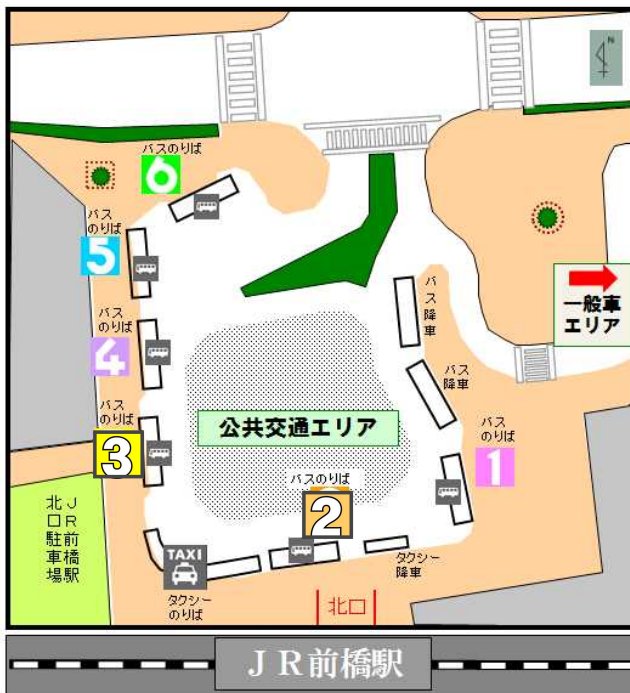 N
バスのりば
6
バス
のりば
5
バス
のりば
4
バス
のりば
3
バス降車
バス
降車
一般車
エリア
公共交通エリア
バス
のりば
1
バスのりば
2
JR前橋駅
北口駐車場
TAXI
タクシー
のりば
タクシー
降車
北口
JR前橋駅